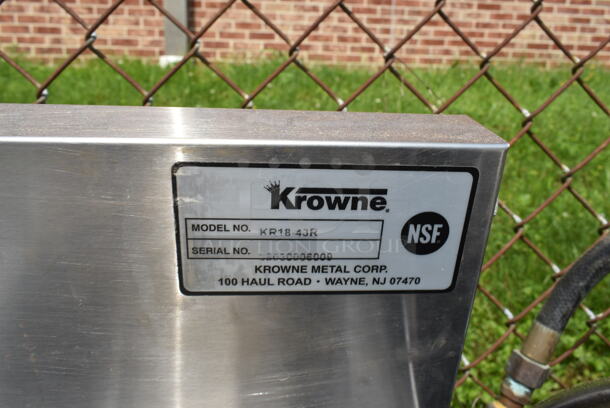 Krowne
MODEL NO. KR18-43R
SERIAL NO.
NSF
KROWNE METAL CORP.
100 HAUL ROAD • WAYNE, NJ 07470